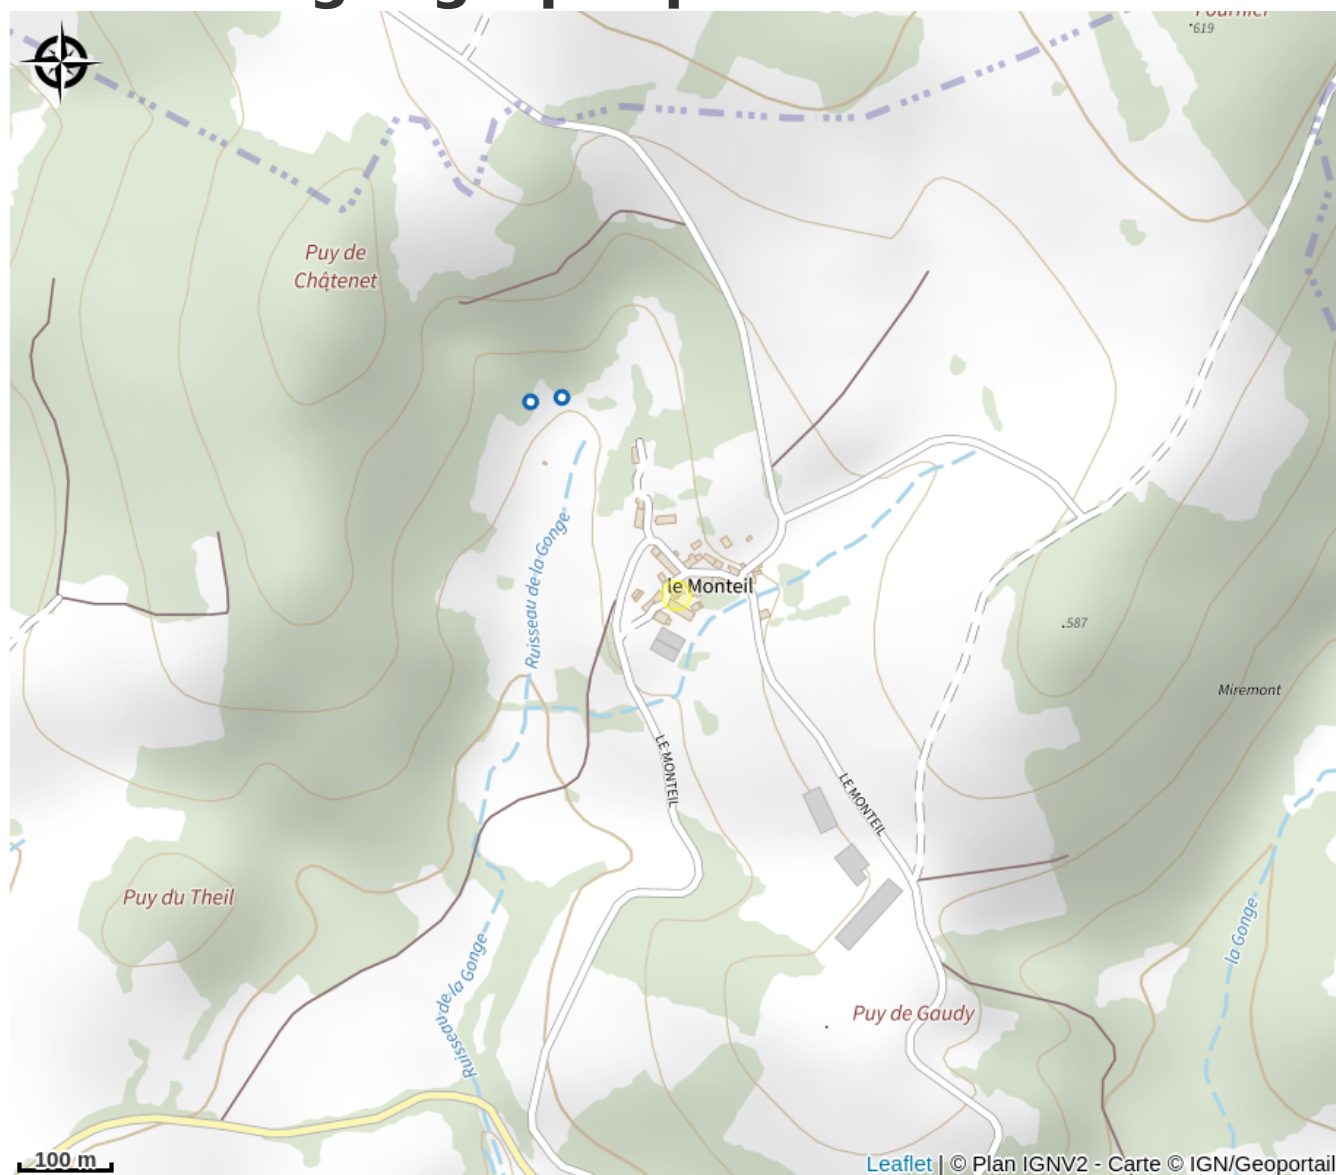 619
Puy de
Châtenet
Ruisseau de la Gonge
le Monteil
587
Miremont
LE MONTEIL
LE MONTEIL
Puy du Theil
la Gonge
Ruisseau de la Gonge
Puy de Gaudy
100 m
Leaflet | © Plan IGNV2 - Carte © IGN/Geoportail